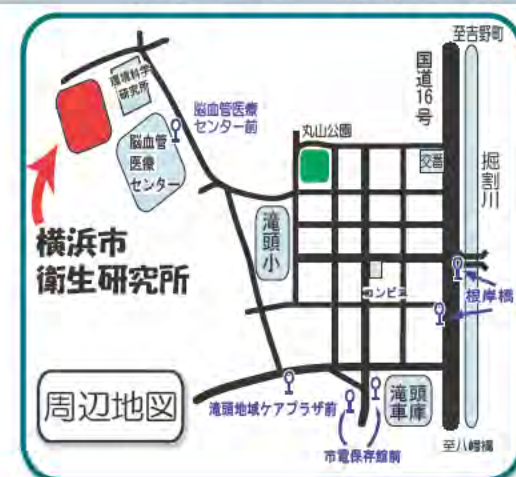 至吉野町
国道16号
環境科学
研究所
脳血管医療
センター前
丸山公園
脳血管
医療
センター
交番
掘割川
滝頭小
横浜市
衛生研究所
コンビニ
根岸橋
周辺地図
滝頭地域ケアプラザ前
滝頭
車庫
市電保存館前
至八幡橋